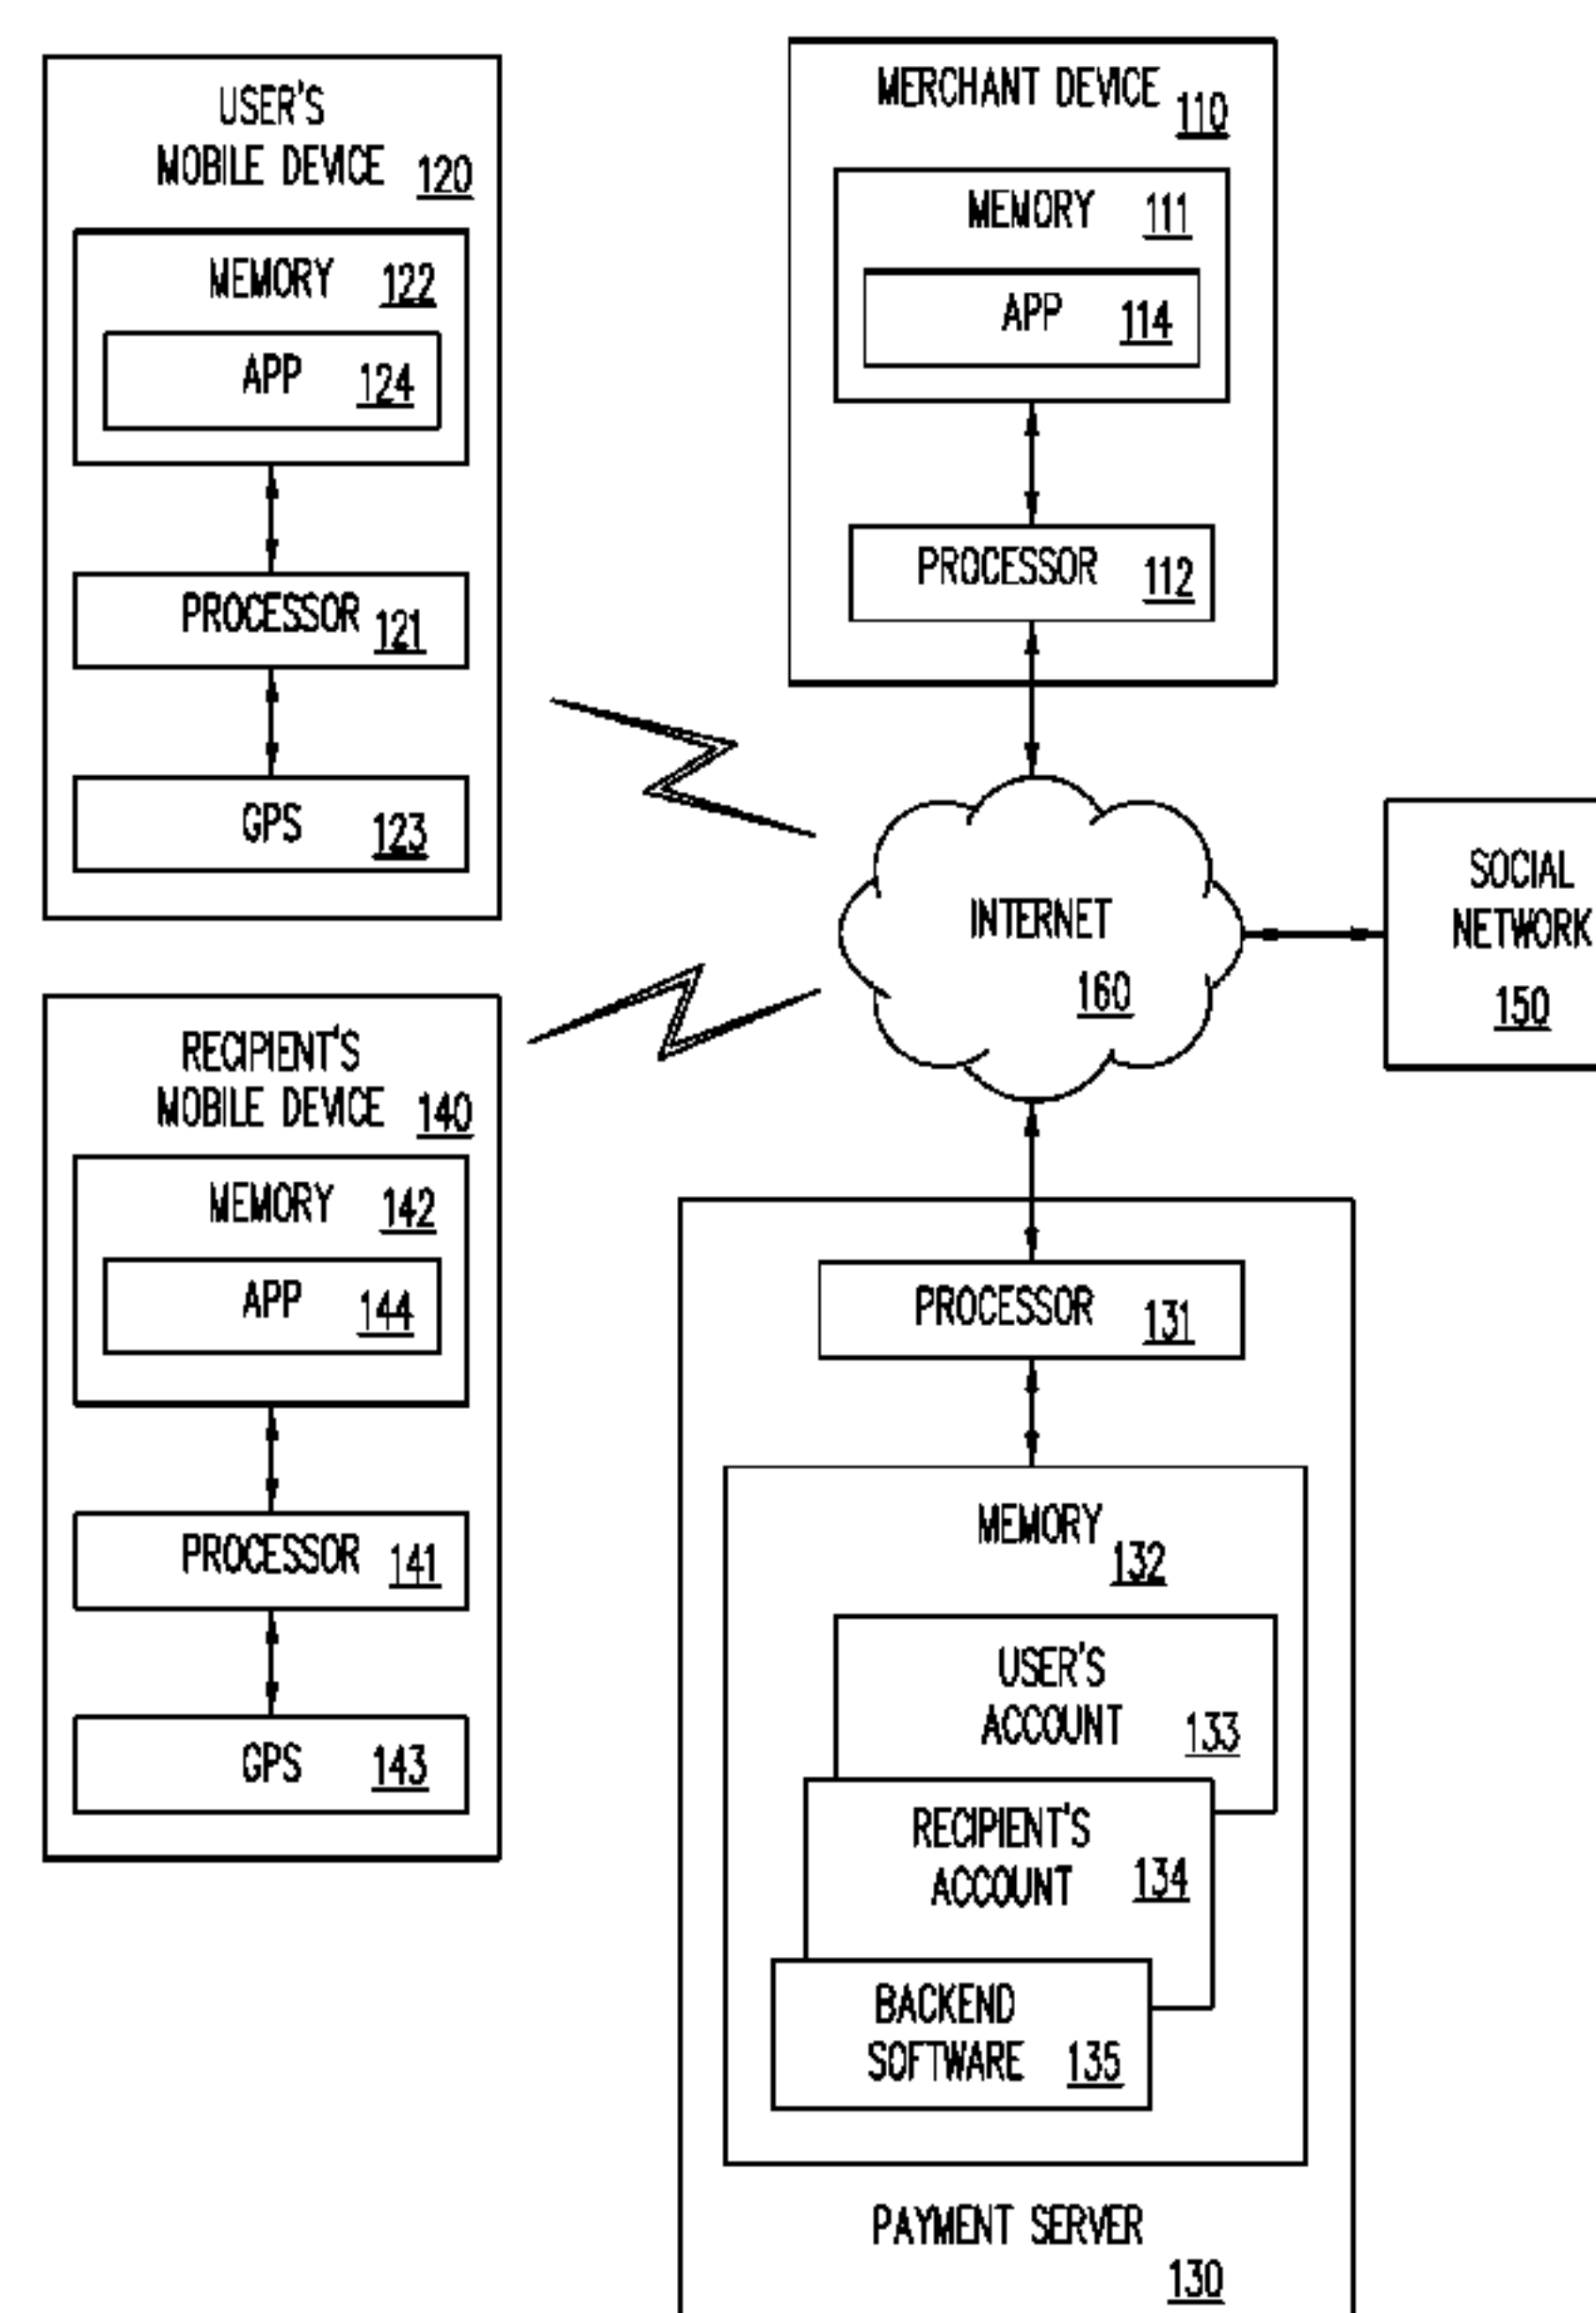 USER'S
MOBILE DEVICE 120
MEMORY 122
APP 124
PROCESSOR 121
GPS 123
RECIPIENT'S
MOBILE DEVICE 140
MEMORY 142
APP 144
PROCESSOR 141
GPS 143
MERCHANT DEVICE 110
MEMORY 111
APP 114
PROCESSOR 112
INTERNET
160
SOCIAL
NETWORK
150
PROCESSOR 131
MEMORY 132
USER'S
ACCOUNT 133
RECIPIENT'S
ACCOUNT 134
BACKEND
SOFTWARE 135
PAYMENT SERVER
130